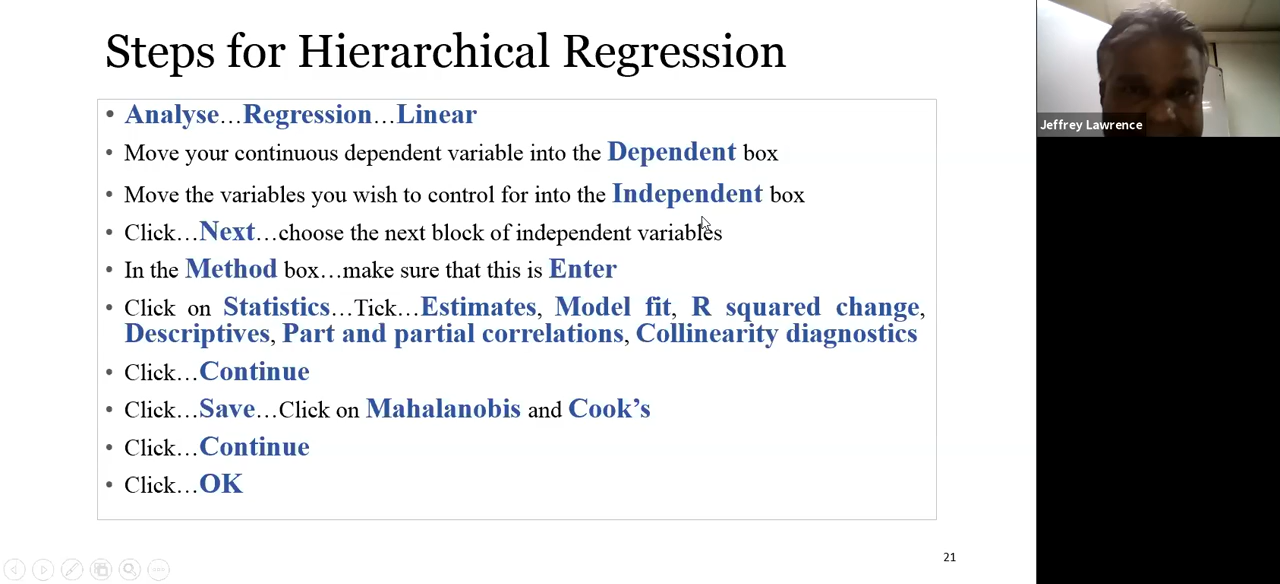 Steps for Hierarchical Regression
• Analyse…Regression…Linear
• Move your continuous dependent variable into the Dependent box
• Move the variables you wish to control for into the Independent box
• Click…Next…choose the next block of independent variables
• In the Method box…make sure that this is Enter
• Click on Statistics…Tick…Estimates, Model fit, R squared change,
Descriptives, Part and partial correlations, Collinearity diagnostics
• Click…Continue
• Click…Save…Click on Mahalanobis and Cook’s
• Click…Continue
• Click…OK
21
Jeffrey Lawrence